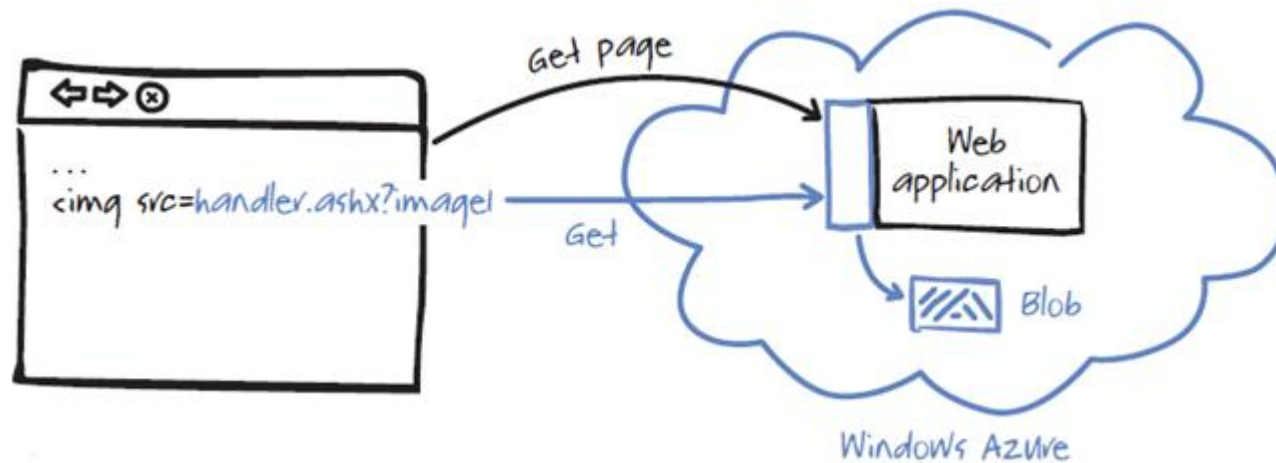 Get page
...
<img src=handler.ashx?image1
Get
Web
application
Blob
Windows Azure